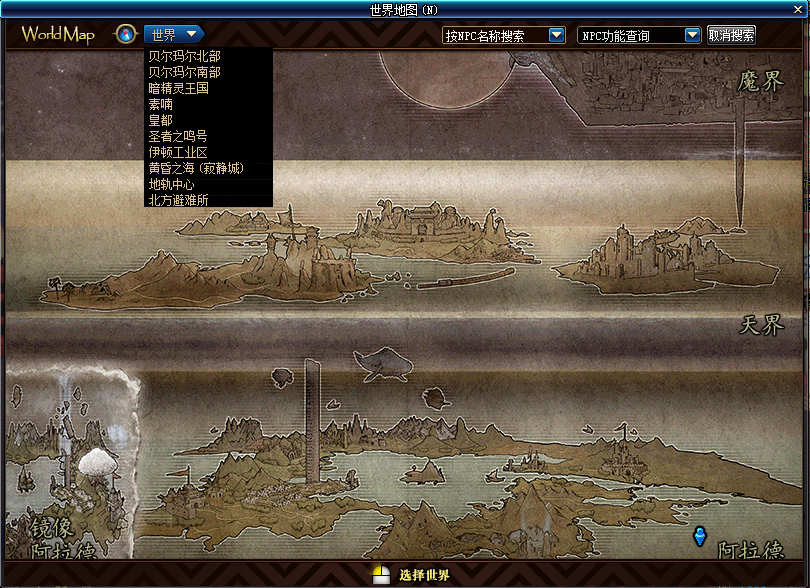 世界地图 (N)
WorldMap
世界
按NPC名称搜索
NPC功能查询
取消搜索
贝尔玛尔北部
贝尔玛尔南部
暗精灵王国
素喃
皇都
圣者之鸣号
伊顿工业区
黄昏之海 (寂静城)
地轨中心
北方避难所
魔界
天界
镜像
阿拉德
阿拉德
选择世界